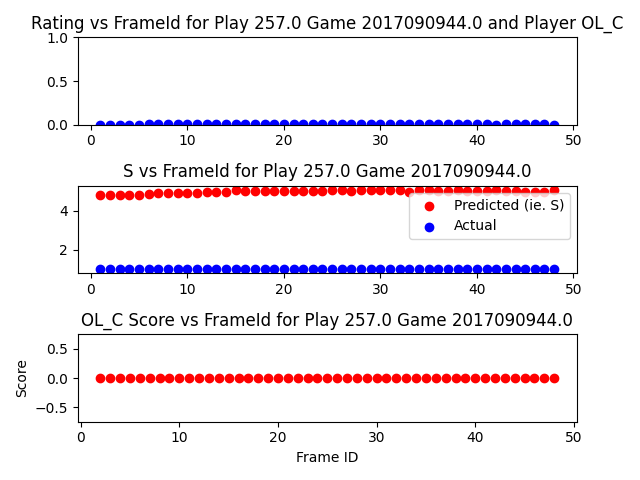 Rating vs FrameId for Play 257.0 Game 2017090944.0 and Player OL_C
1.0
0.5
0.0
0 10 20 30 40 50
S vs FrameId for Play 257.0 Game 2017090944.0
4
2
Predicted (ie. S)
Actual
0 10 20 30 40 50
OL_C Score vs FrameId for Play 257.0 Game 2017090944.0
Score
0.5
0.0
−0.5
0 10 20 30 40 50
Frame ID